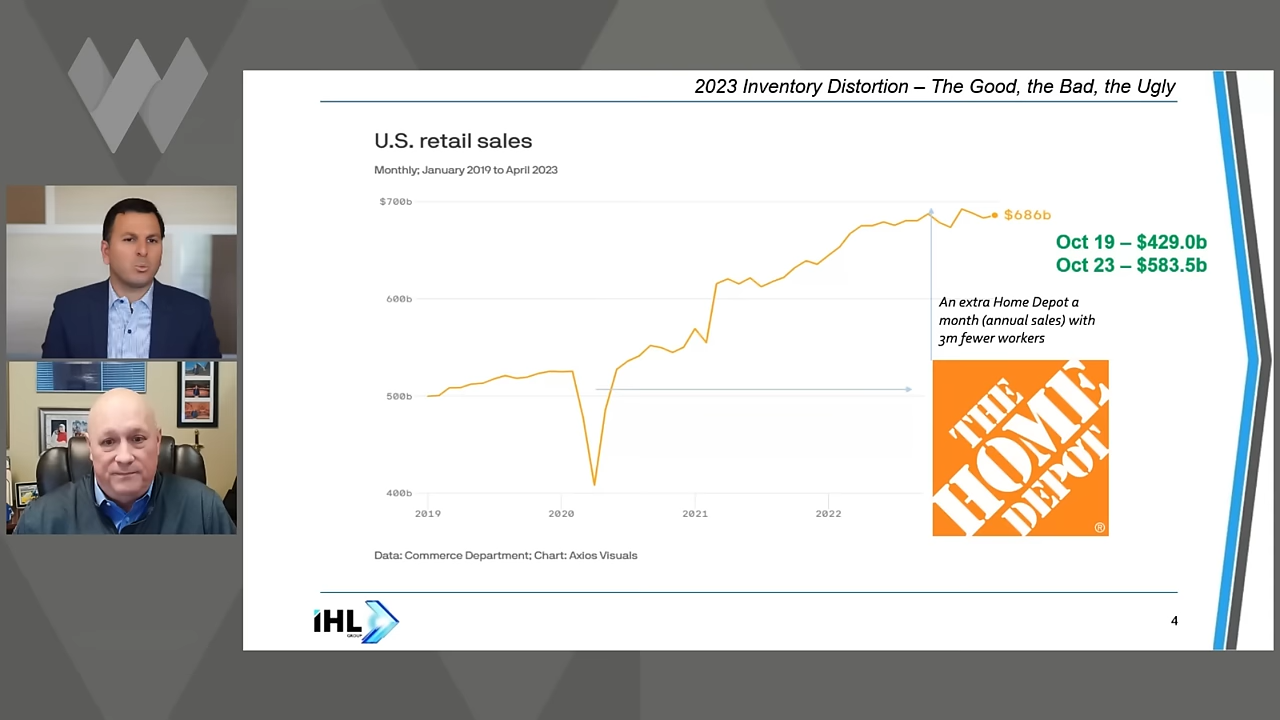 2023 Inventory Distortion – The Good, the Bad, the Ugly
U.S. retail sales
Monthly; January 2019 to April 2023
$700b
$686b
Oct 19 – $429.0b
Oct 23 – $583.5b
600b
An extra Home Depot a
month (annual sales) with
3m fewer workers
500b
400b
2019
2020
2021
2022
THE
HOME
DEPOT
®
Data: Commerce Department; Chart: Axios Visuals
IHL
GROUP
4